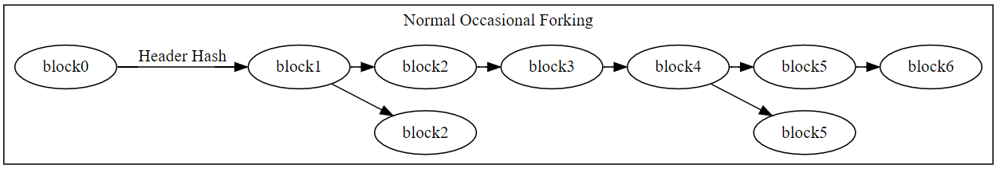 Normal Occasional Forking
block0
Header Hash
block1
block2
block3
block4
block5
block6
block2
block5